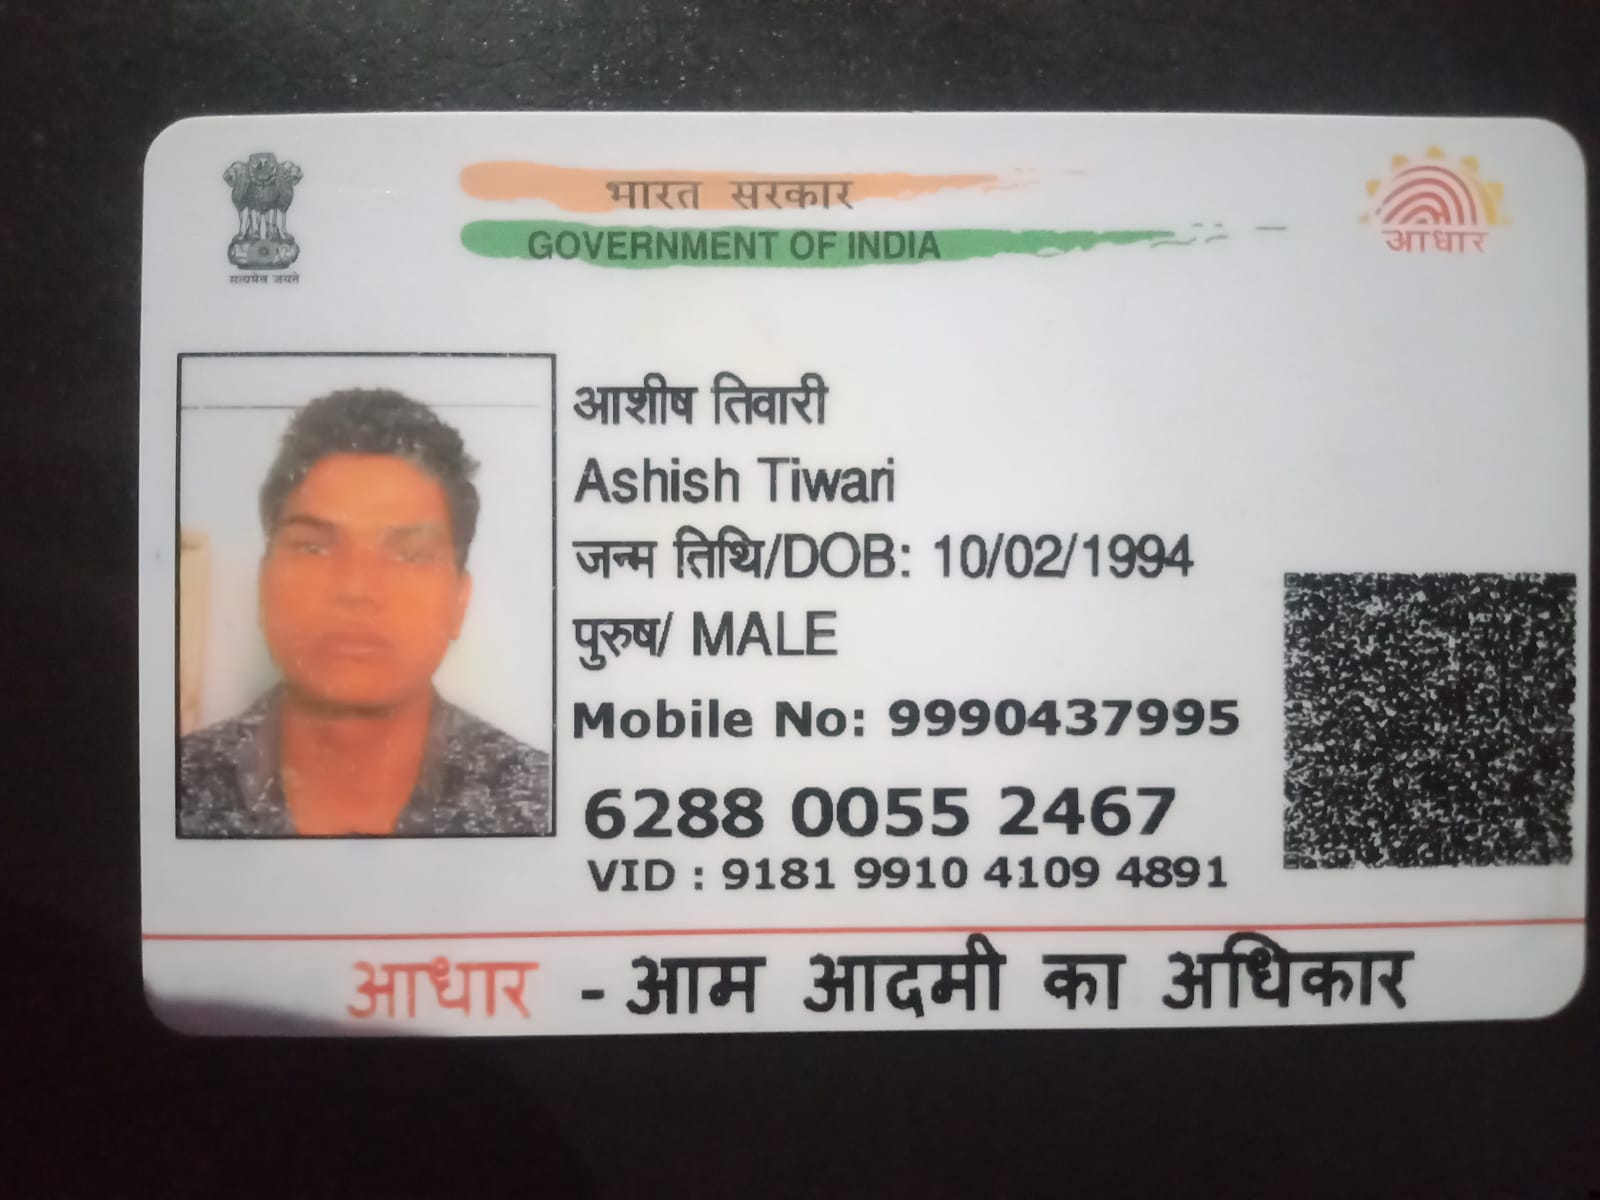 भारत सरकार
GOVERNMENT OF INDIA
आधार
सत्यमेव जयते
आशीष तिवारी
Ashish Tiwari
जन्म तिथि/DOB: 10/02/1994
पुरुष/ MALE
Mobile No: 9990437995
6288 0055 2467
VID : 9181 9910 4109 4891
आधार - आम आदमी का अधिकार